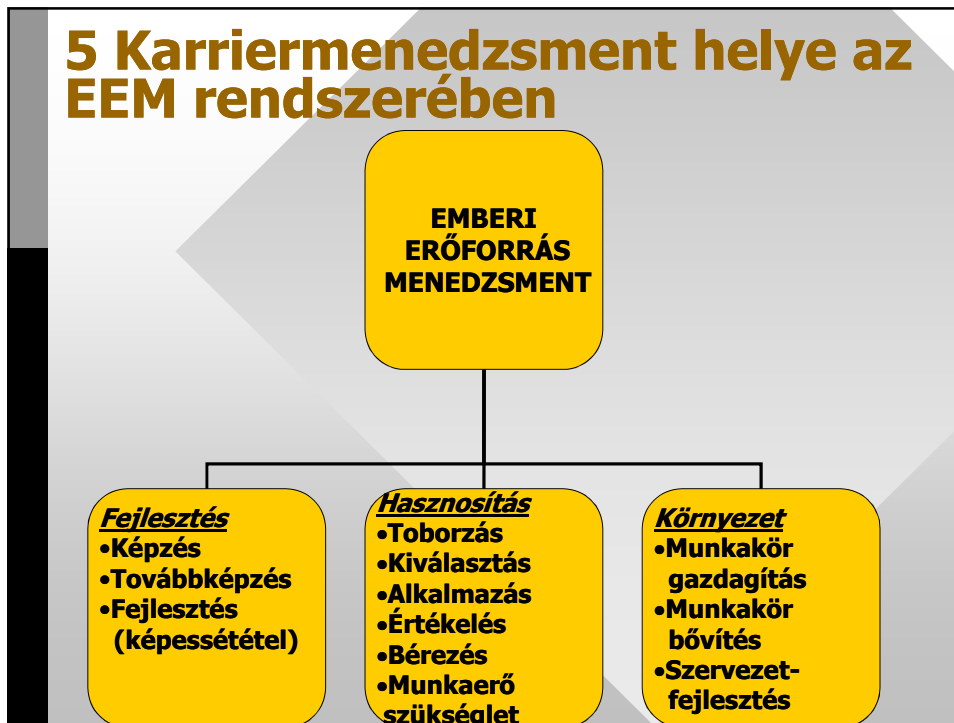 5 Karriermenedzsment helye az
EEM rendszerében
EMBERI
ERŐFORRÁS
MENEDZSMENT
Fejlesztés
•Képzés
•Továbbképzés
•Fejlesztés
(képessététel)
Hasznosítás
•Toborzás
•Kiválasztás
•Alkalmazás
•Értékelés
•Bérezés
•Munkaerő
szükséglet
Környezet
•Munkakör
gazdagítás
•Munkakör
bővítés
•Szervezet-
fejlesztés